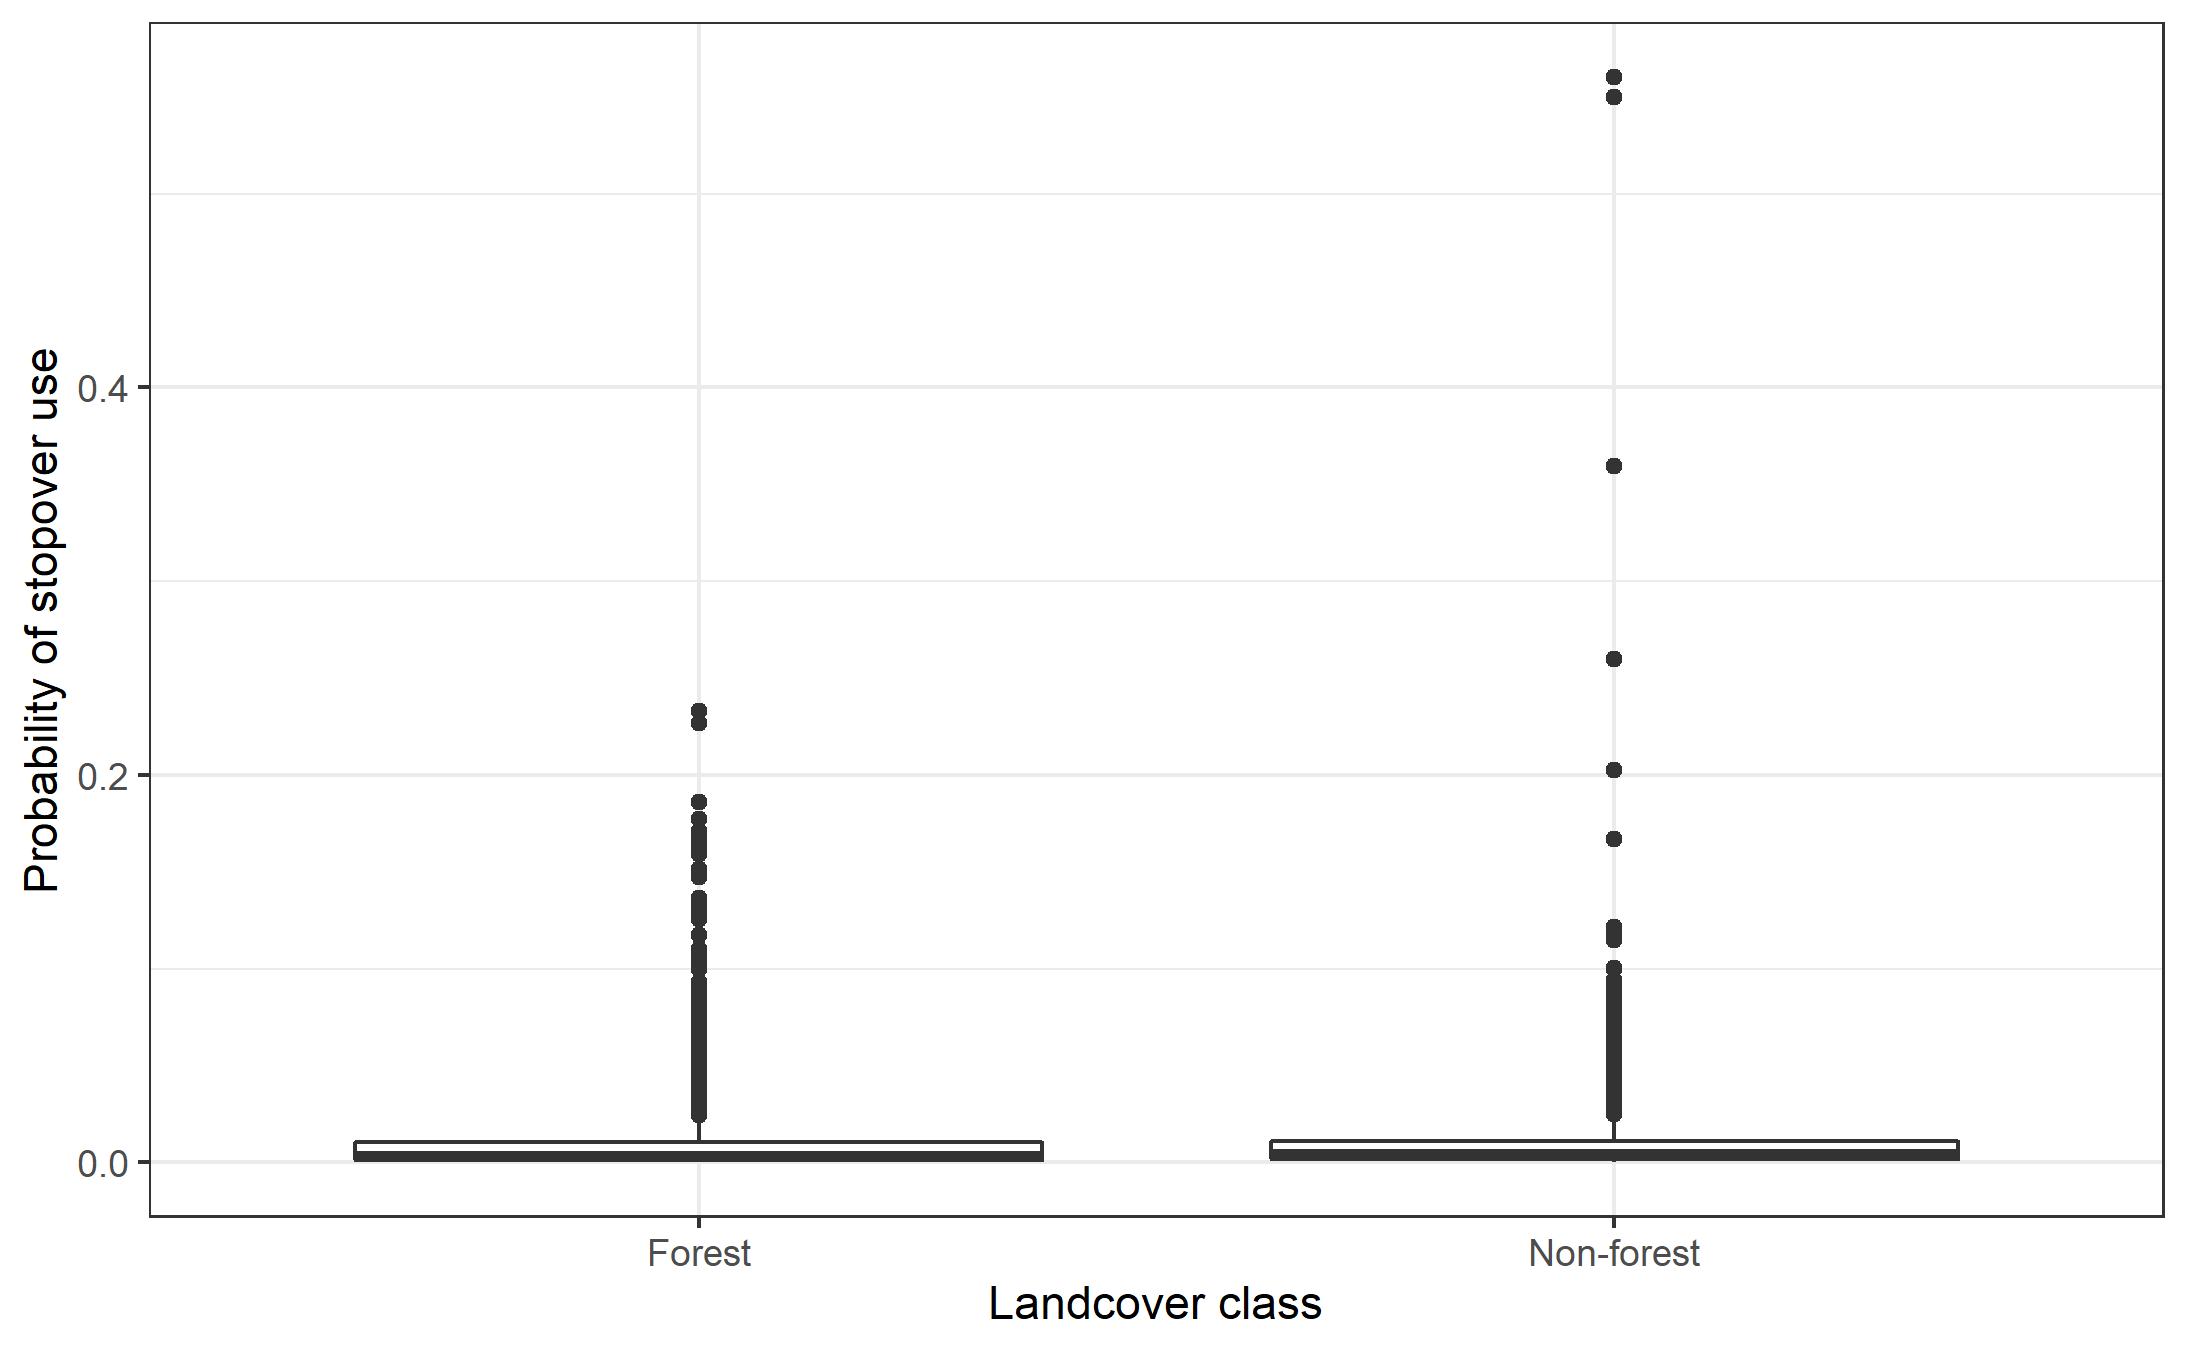 Probability of stopover use
0.4
0.2
0.0
Forest
Non-forest
Landcover class